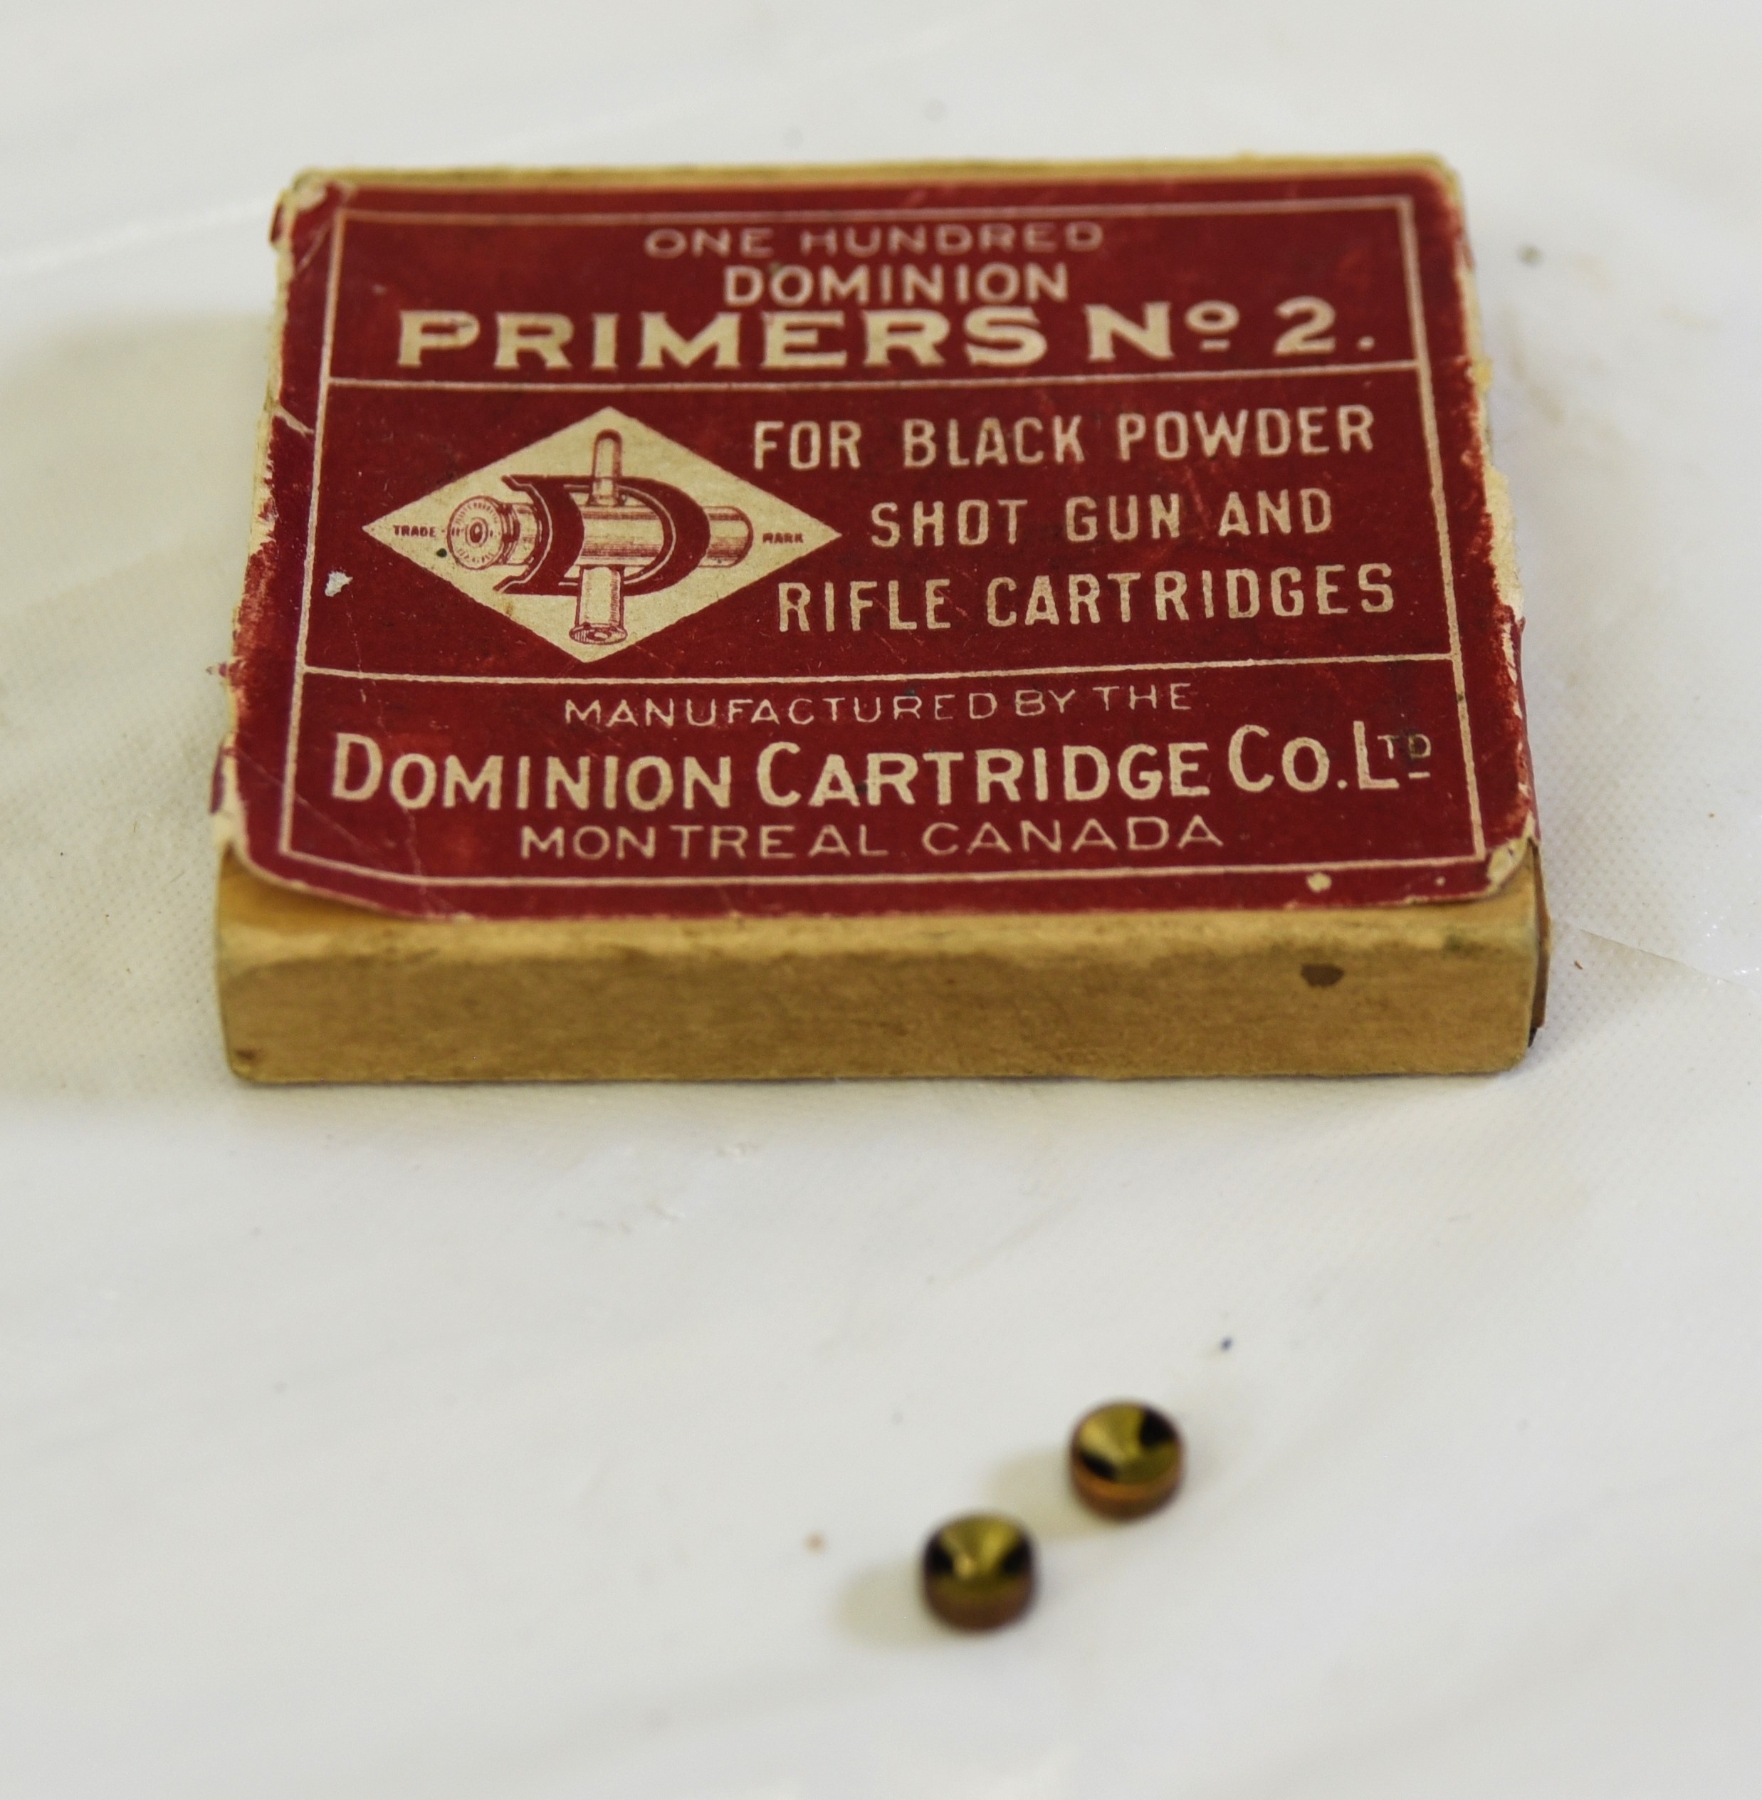 ONE HUNDRED
DOMINION
PRIMERS Nº 2.
TRADE MARK
D
FOR BLACK POWDER
SHOT GUN AND
RIFLE CARTRIDGES
MANUFACTURED BY THE
DOMINION CARTRIDGE CO. LTD
MONTREAL CANADA